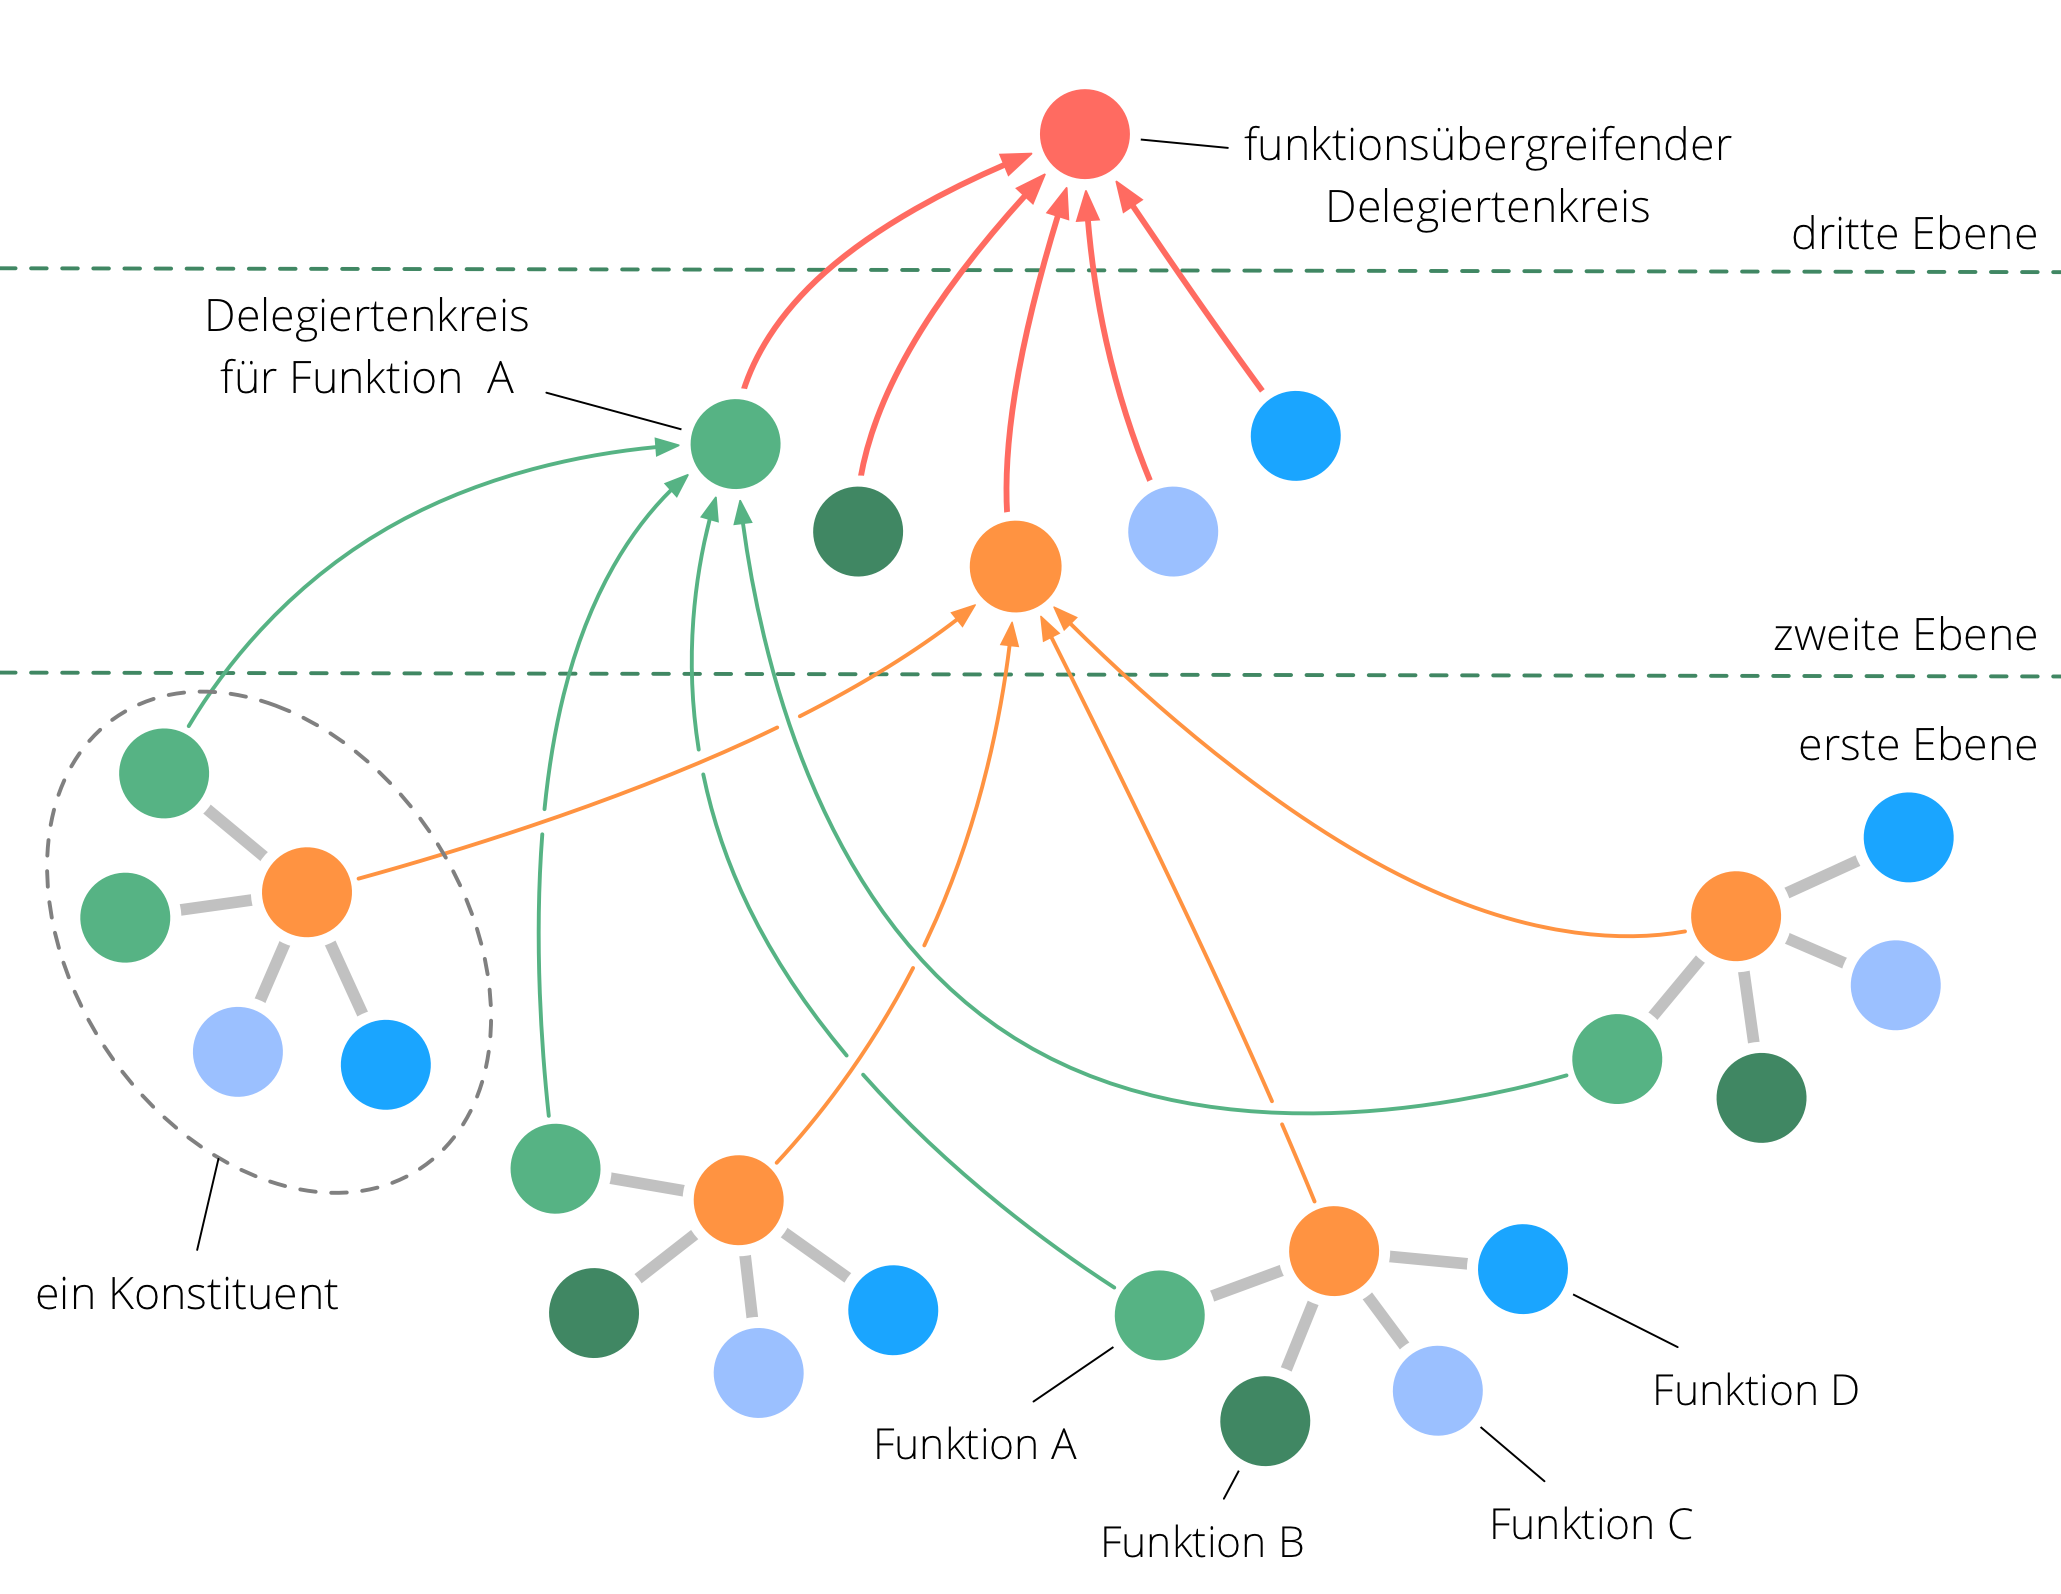 funktionsübergreifender
Delegiertenkreis
dritte Ebene
Delegiertenkreis
für Funktion  A
zweite Ebene
erste Ebene
ein Konstituent
Funktion A
Funktion B
Funktion C
Funktion D